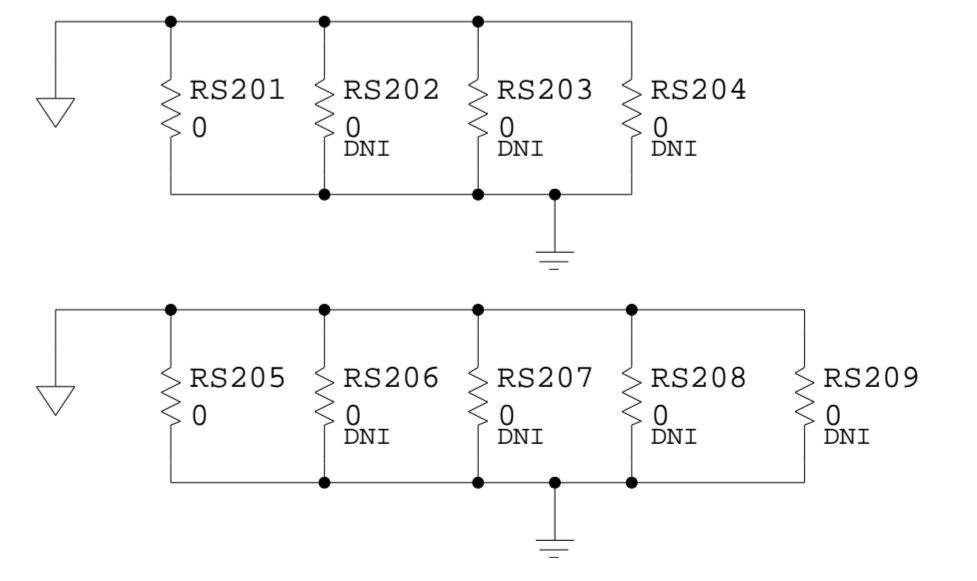 RS201
0
RS202
0
DNI
RS203
0
DNI
RS204
0
DNI
RS205
0
RS206
0
DNI
RS207
0
DNI
RS208
0
DNI
RS209
0
DNI